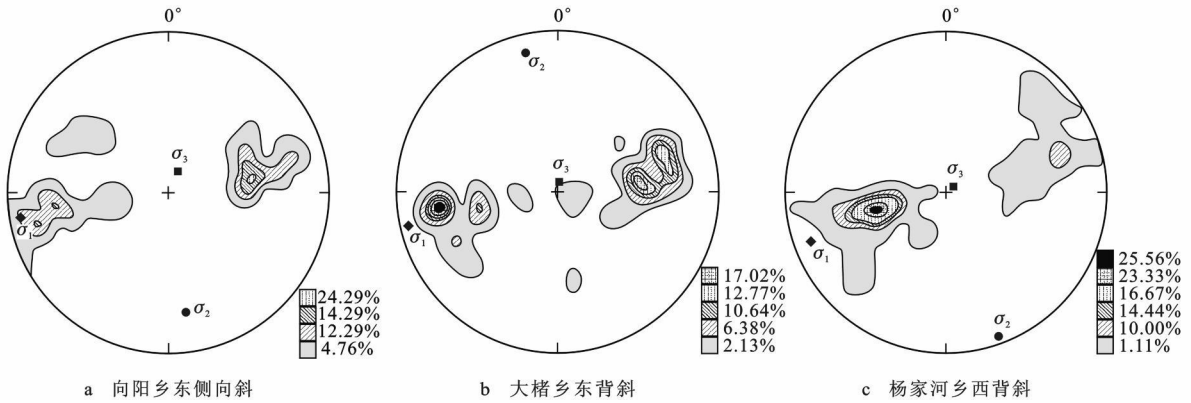 0°
σ3
σ1
σ2
24.29%
14.29%
12.29%
4.76%
a 向阳乡东侧向斜
0°
σ2
σ3
σ1
17.02%
12.77%
10.64%
6.38%
2.13%
b 大槠乡东背斜
0°
σ3
σ1
σ2
25.56%
23.33%
16.67%
14.44%
10.00%
1.11%
c 杨家河乡西背斜